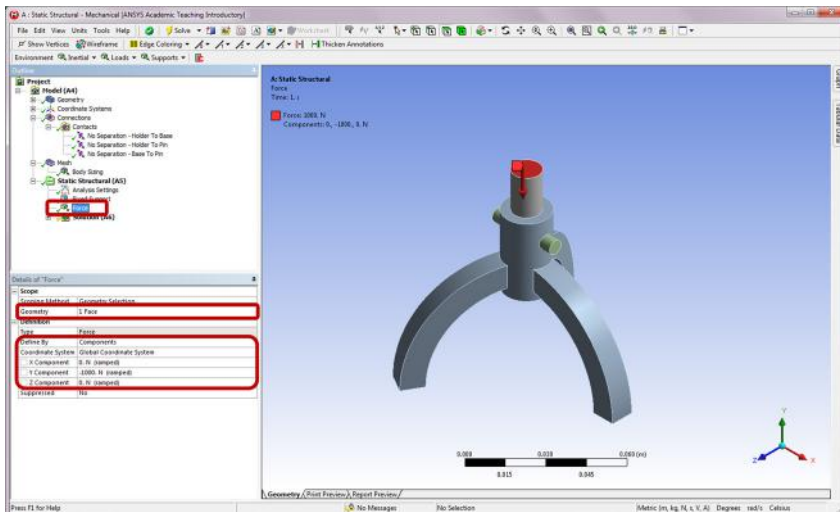 A : Static Structural - Mechanical [ANSYS Academic Teaching Introductory]
File Edit View Units Tools Help Solve Worksheet
Show Vertices Wireframe Edge Coloring Thicken Annotations
Environment Inertial Loads Supports
Outline
Project
Model (A4)
Geometry
Coordinate Systems
Connections
Contacts
No Separation - Holder To Base
No Separation - Holder To Pin
No Separation - Base To Pin
Mesh
Body Sizing
Static Structural (A5)
Analysis Settings
Fixed Support
Force
Solution (A6)
Details of "Force"
Scope
Scoping Method Geometry Selection
Geometry 1 Face
Definition
Type Force
Define By Components
Coordinate System Global Coordinate System
X Component 0. N (ramped)
Y Component -1000. N (ramped)
Z Component 0. N (ramped)
Suppressed No
A: Static Structural
Force
Time: 1. s
Force: 1000. N
Components: 0., -1000., 0. N
Y
Z X
0.000 0.030 0.060 (m)
0.015 0.045
Geometry Print Preview Report Preview
Press F1 for Help No Messages No Selection Metric (m, kg, N, s, V, A) Degrees rad/s Celsius